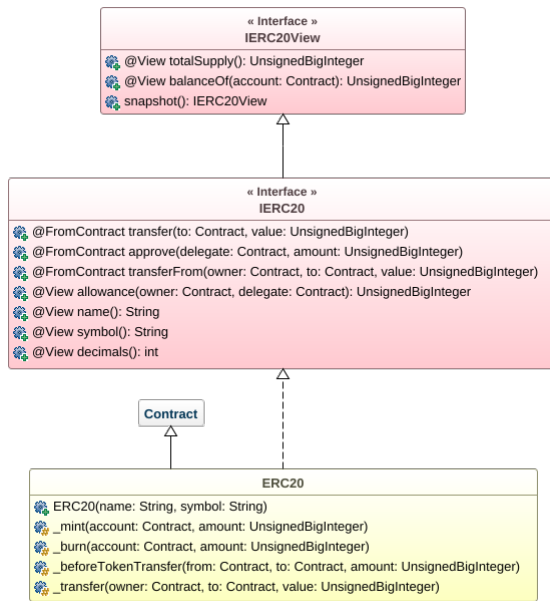 « Interface »
IERC20View
@View totalSupply(): UnsignedBigInteger
@View balanceOf(account: Contract): UnsignedBigInteger
snapshot(): IERC20View
« Interface »
IERC20
@FromContract transfer(to: Contract, value: UnsignedBigInteger)
@FromContract approve(delegate: Contract, amount: UnsignedBigInteger)
@FromContract transferFrom(owner: Contract, to: Contract, value: UnsignedBigInteger)
@View allowance(owner: Contract, delegate: Contract): UnsignedBigInteger
@View name(): String
@View symbol(): String
@View decimals(): int
Contract
ERC20
ERC20(name: String, symbol: String)
_mint(account: Contract, amount: UnsignedBigInteger)
_burn(account: Contract, amount: UnsignedBigInteger)
_beforeTokenTransfer(from: Contract, to: Contract, amount: UnsignedBigInteger)
_transfer(owner: Contract, to: Contract, value: UnsignedBigInteger)